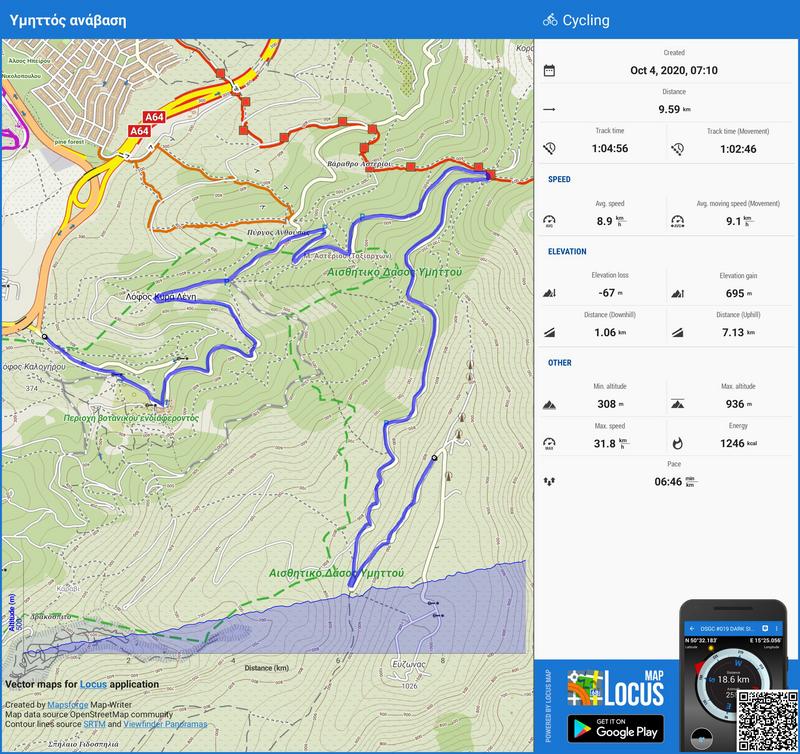 Υμηττός ανάβαση
Cycling
Άλσος Ηπείρου
Νικολοπούλου
pine forest
A64
A64
Βάραθρο Αστερίου
Πύργος Ανθούσας
Μ. Αστερίου (Ταξιαρχών)
Αισθητικό Δάσος Υμηττού
Λόφος Κυρά Λένη
όφος Καλογήρου
374
Περιοχή Βοτανικού ενδιαφέροντος
Αισθητικό Δάσος Υμηττού
Καραβί
Δρακόσπιτο
Altitude (m)
500
2
6
8
Distance (km)
Εύζωνας
1026
Vector maps for Locus application
Created by Mapsforge Map-Writer
Map data source OpenStreetMap community
Contour lines source SRTM and Viewfinder Panoramas
Σπήλαιο Γιδοσπηλιά
Created
Oct 4, 2020, 07:10
Distance
9.59 km
Track time
1:04:56
Track time (Movement)
1:02:46
SPEED
Avg. speed
8.9 km/h
Avg. moving speed (Movement)
9.1 km/h
ELEVATION
Elevation loss
-67 m
Elevation gain
695 m
Distance (Downhill)
1.06 km
Distance (Uphill)
7.13 km
OTHER
Min. altitude
308 m
Max. altitude
936 m
Max. speed
31.8 km/h
Energy
1246 kcal
Pace
06:46 min/km
POWERED BY LOCUS MAP
LOCUS MAP
GET IT ON
Google Play
DSGC #019 DARK SI...
N 50°32.183'
E 15°25.056'
Latitude
Longitude
Distance
18.6 km